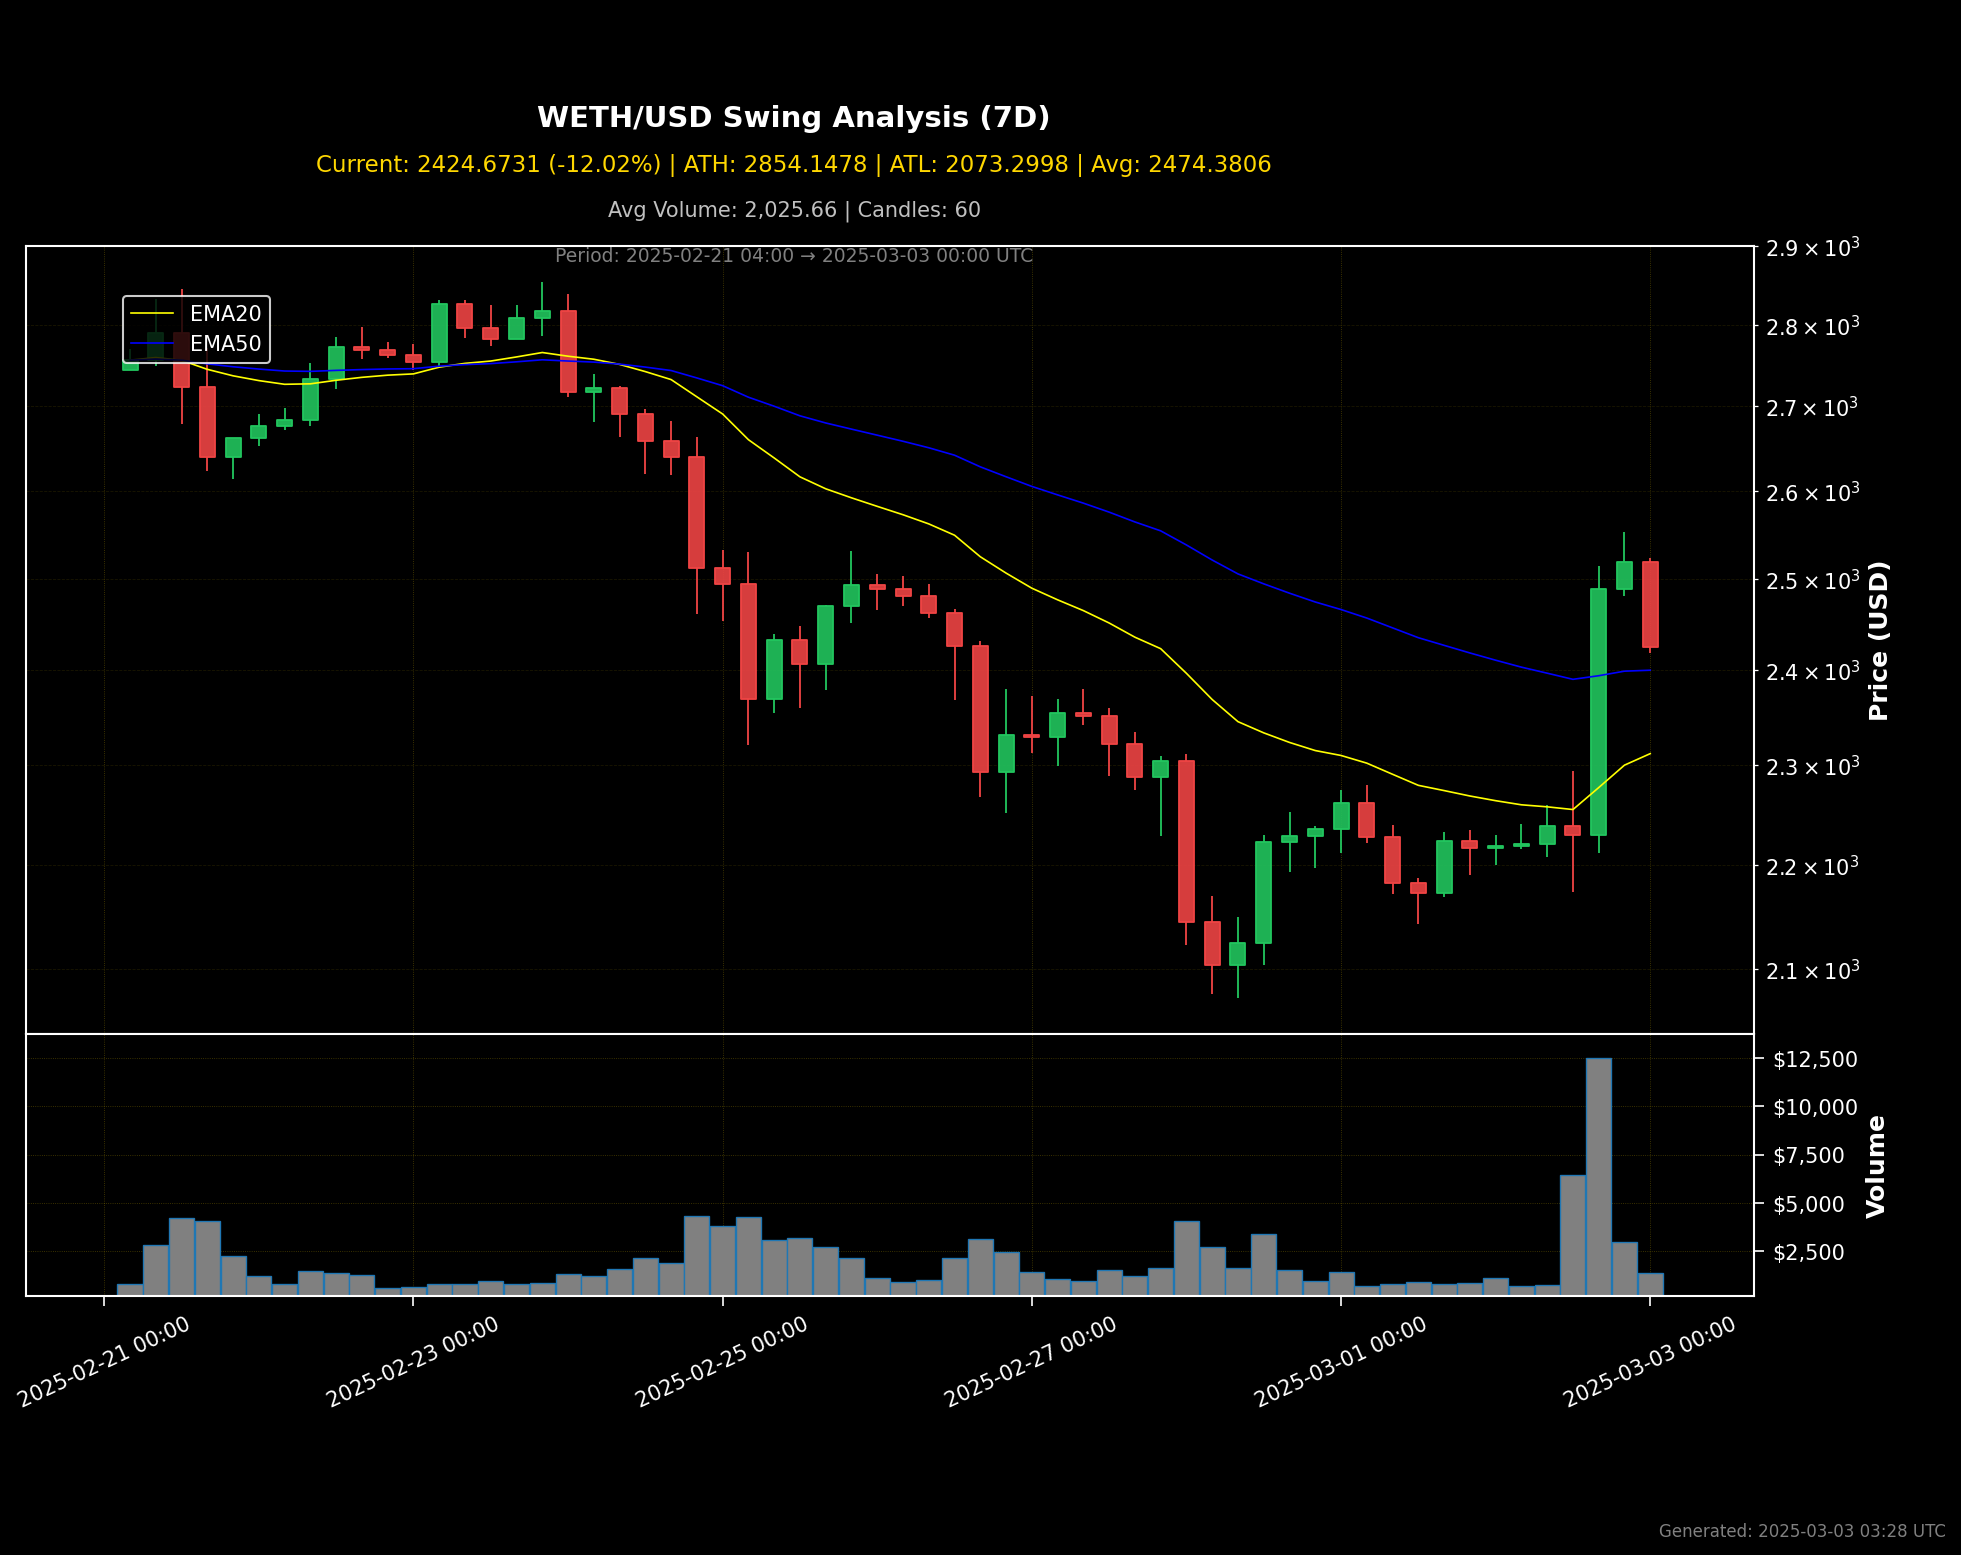 WETH/USD Swing Analysis (7D)
Current: 2424.6731 (-12.02%) | ATH: 2854.1478 | ATL: 2073.2998 | Avg: 2474.3806
Avg Volume: 2,025.66 | Candles: 60
Period: 2025-02-21 04:00 → 2025-03-03 00:00 UTC
EMA20
EMA50
2.9 × 10³
2.8 × 10³
2.7 × 10³
2.6 × 10³
2.5 × 10³
2.4 × 10³
2.3 × 10³
2.2 × 10³
2.1 × 10³
Price (USD)
$12,500
$10,000
$7,500
$5,000
$2,500
Volume
2025-02-21 00:00
2025-02-23 00:00
2025-02-25 00:00
2025-02-27 00:00
2025-03-01 00:00
2025-03-03 00:00
Generated: 2025-03-03 03:28 UTC